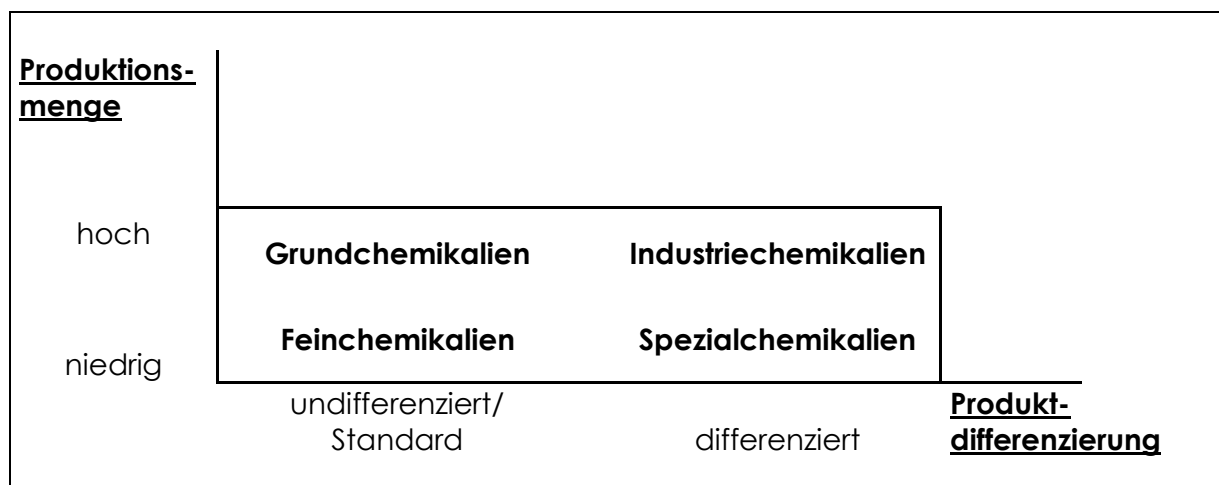 Produktions-
menge
hoch
Grundchemikalien Industriechemikalien
Feinchemikalien Spezialchemikalien
niedrig
undifferenziert/
Standard differenziert
Produkt-
differenzierung